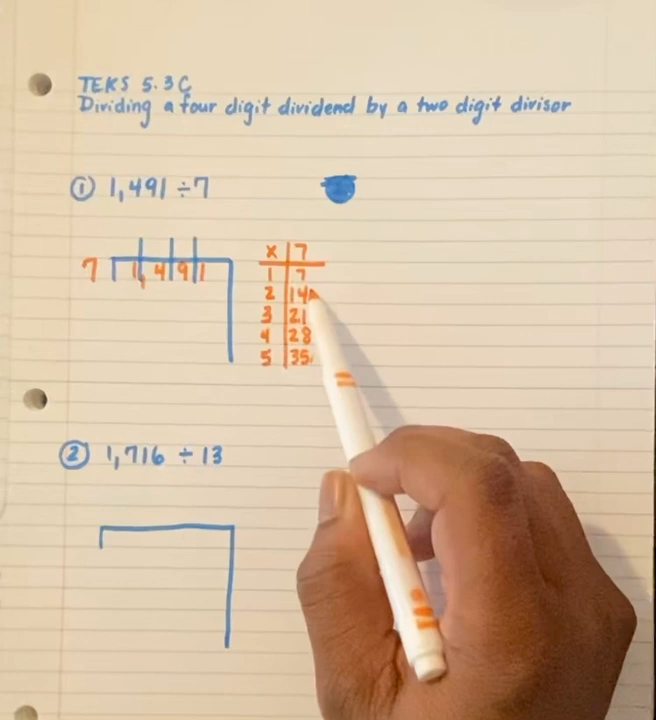 TEKS 5.3C
Dividing a four digit dividend by a two digit divisor
① 1,491 ÷ 7
7 1,491
x 7
1 7
2 14
3 21
4 28
5 35
② 1,716 ÷ 13